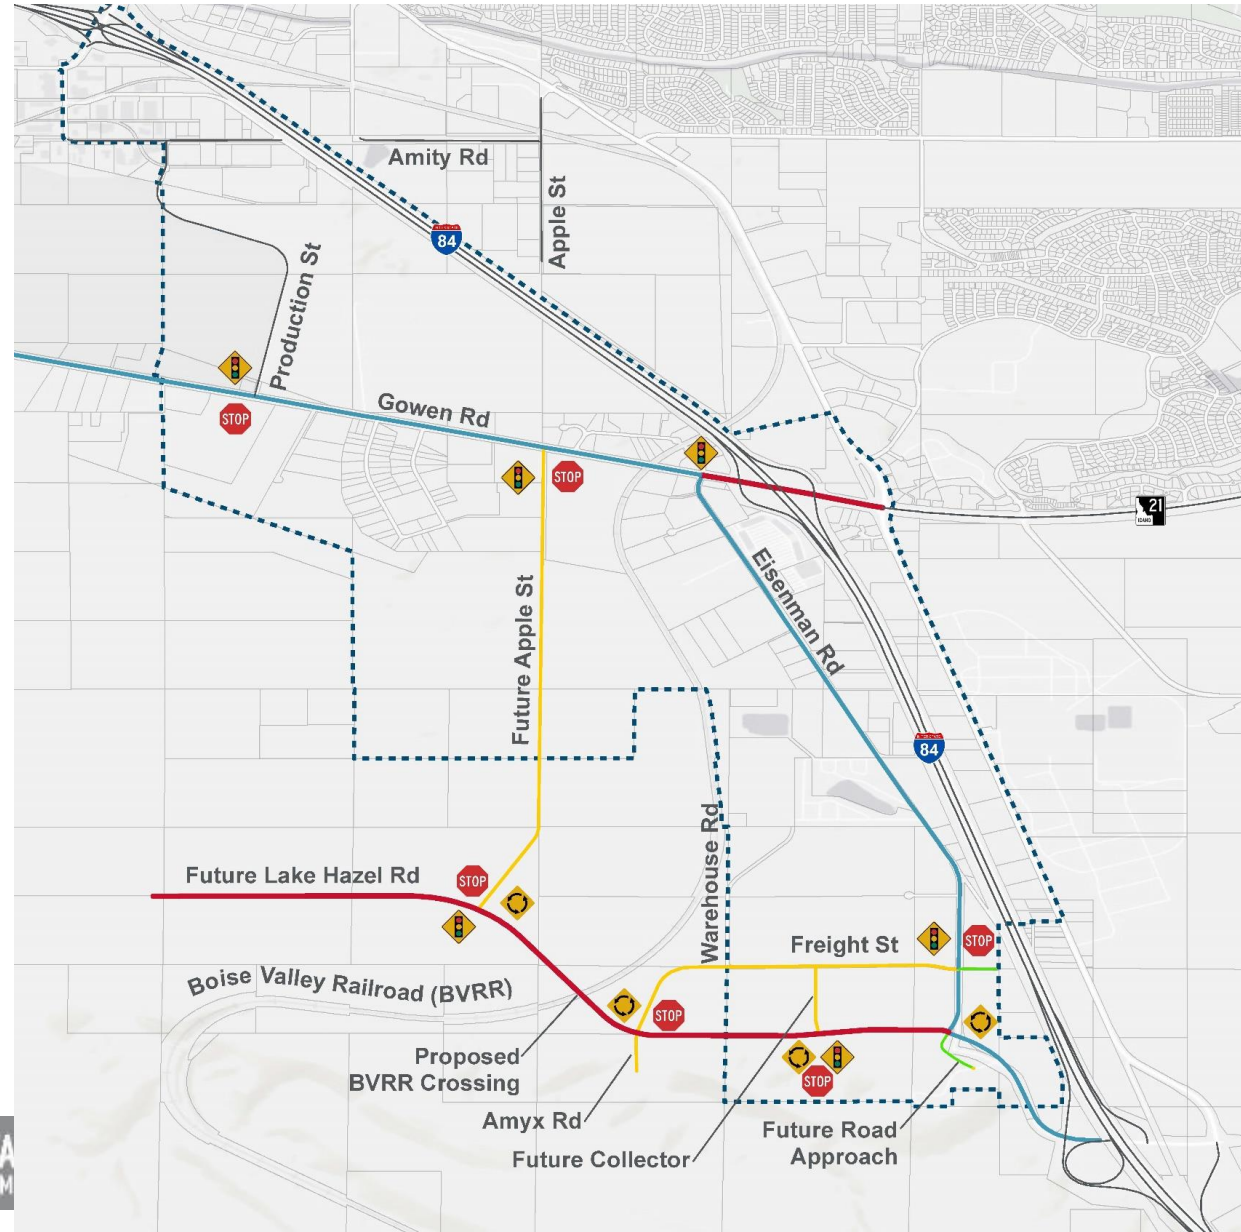 Amity Rd
Apple St
84
Production St
STOP
Gowen Rd
STOP
21
IDAHO
Eisenman Rd
Future Apple St
84
Warehouse Rd
Future Lake Hazel Rd
STOP
Freight St
STOP
Boise Valley Railroad (BVRR)
STOP
Proposed
BVRR Crossing
STOP
Amyx Rd
Future Road
Approach
Future Collector
A
M